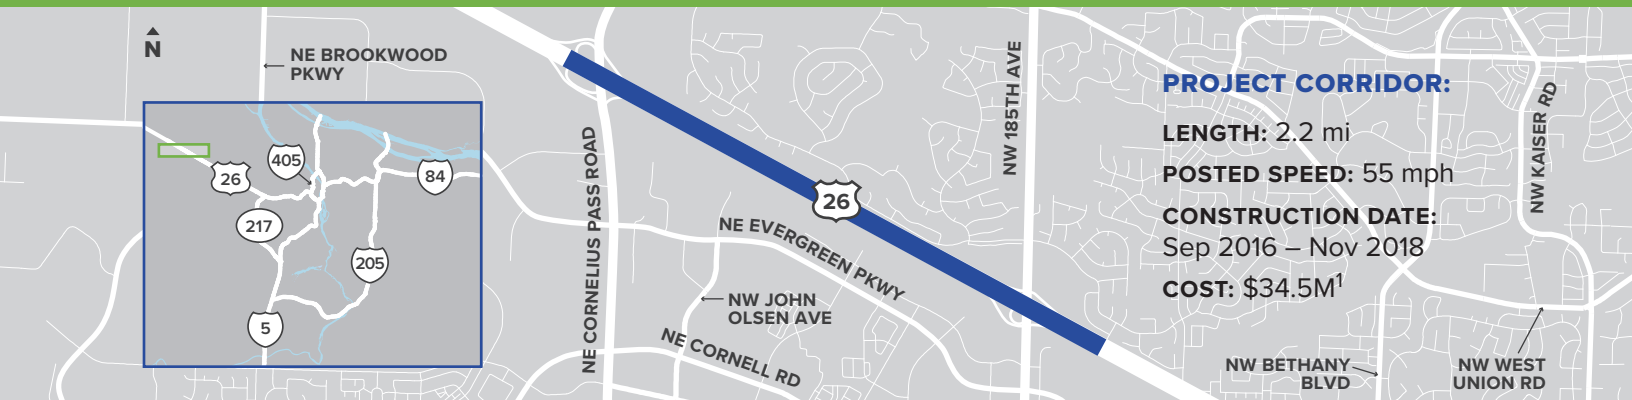 N
NE BROOKWOOD
PKWY
405
26
84
217
205
5
NE CORNELIUS PASS ROAD
26
NE EVERGREEN PKWY
NW JOHN
OLSEN AVE
NE CORNELL RD
NW 185TH AVE
PROJECT CORRIDOR:
LENGTH: 2.2 mi
POSTED SPEED: 55 mph
CONSTRUCTION DATE:
Sep 2016 – Nov 2018
COST: $34.5M¹
NW KAISER RD
NW BETHANY
BLVD
NW WEST
UNION RD